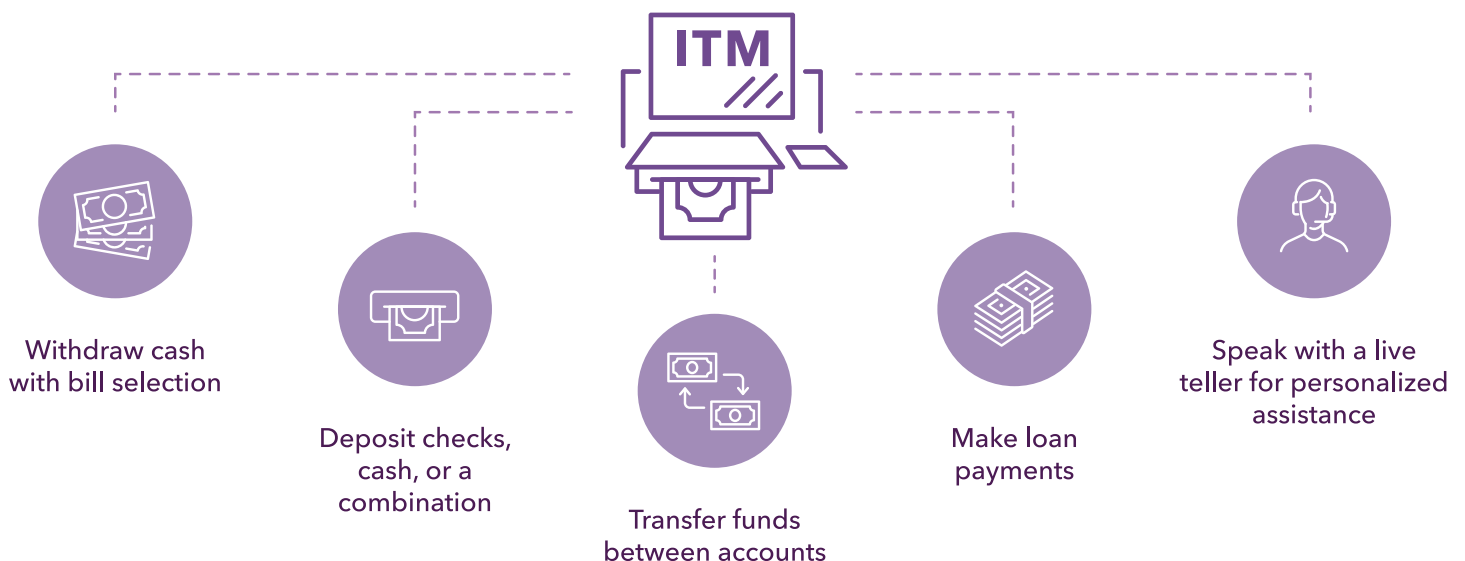 ITM
Withdraw cash
with bill selection
Deposit checks,
cash, or a
combination
Transfer funds
between accounts
Make loan
payments
Speak with a live
teller for personalized
assistance